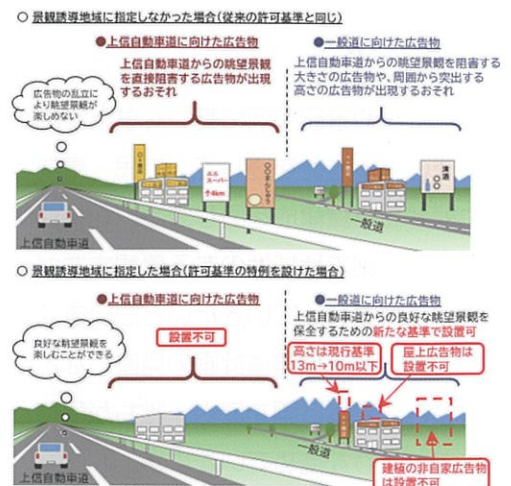 ○ 景観誘導地域に指定しなかった場合(従来の許可基準と同じ)
●上信自動車道に向けた広告物
上信自動車道からの眺望景観
を直接阻害する広告物が出現
するおそれ
●一般道に向けた広告物
上信自動車道からの眺望景観を阻害する
大きさの広告物や、周囲から突出する
高さの広告物が出現するおそれ
広告物の乱立に
より眺望景観が
楽しめない
スーパー
4km
清酒
一般道
上信自動車道
○ 景観誘導地域に指定した場合(許可基準の特例を設けた場合)
●上信自動車道に向けた広告物
設置不可
●一般道に向けた広告物
上信自動車道からの良好な眺望景観を
保全するための新たな基準で設置可
良好な眺望景観を
楽しむことができる
高さは現行基準
13m→10m以下
屋上広告物は
設置不可
一般道
上信自動車道
建植の非自家広告物
は設置不可